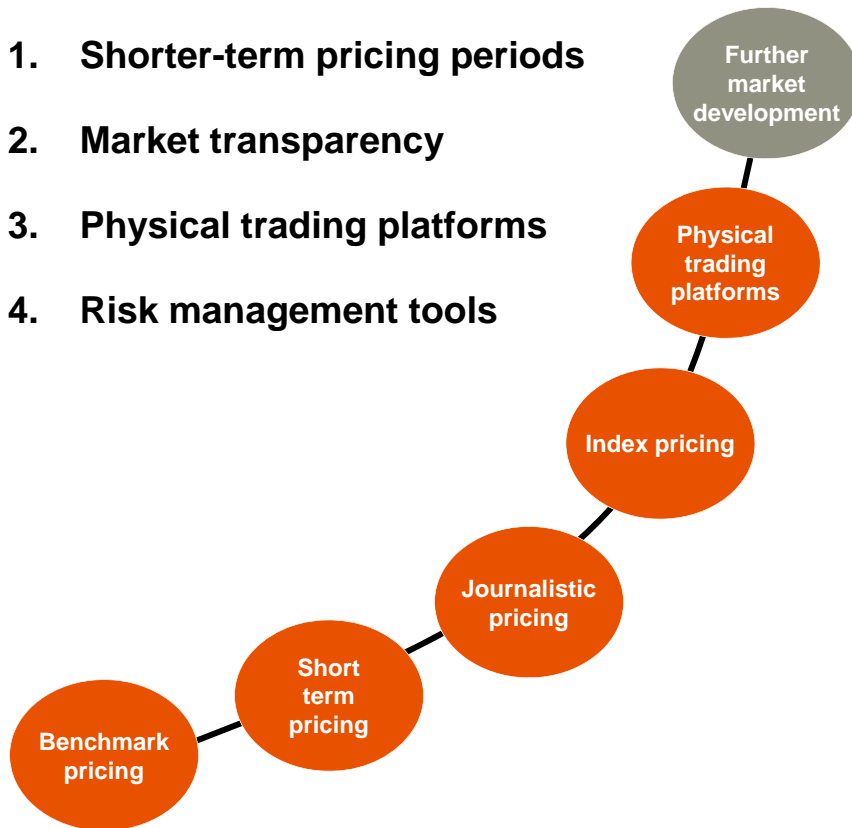 1. Shorter-term pricing periods
2. Market transparency
3. Physical trading platforms
4. Risk management tools
Further
market
development
Physical
trading
platforms
Index pricing
Journalistic
pricing
Short
term
pricing
Benchmark
pricing